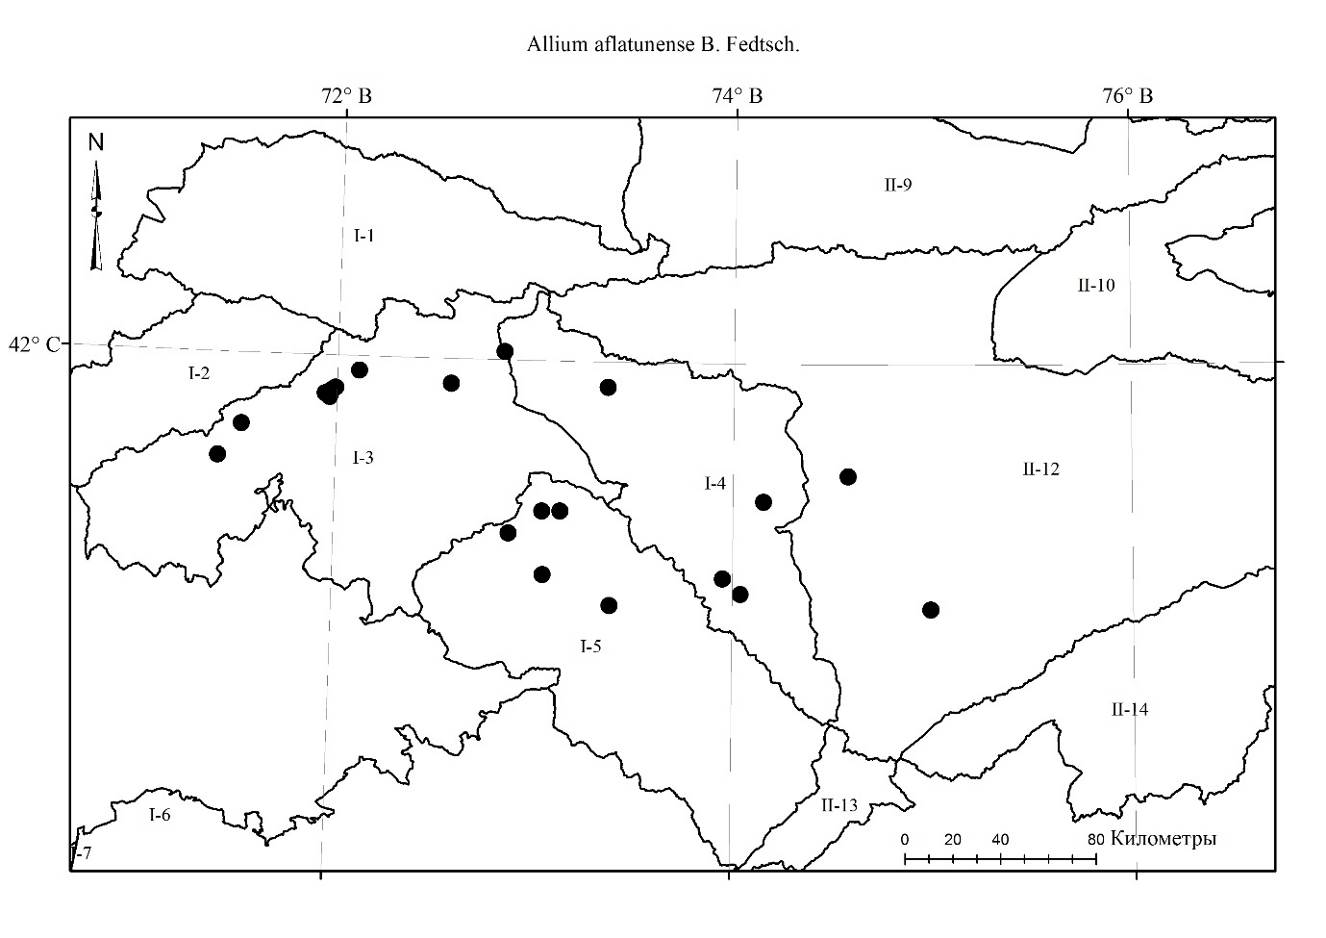 Allium aflatunense B. Fedtsch.
72° В 74° В 76° В
N
II-9
I-1
II-10
42° С
I-2
I-3
II-12
I-4
I-5
II-14
II-13
I-6
0 20 40 80 Километры
-7